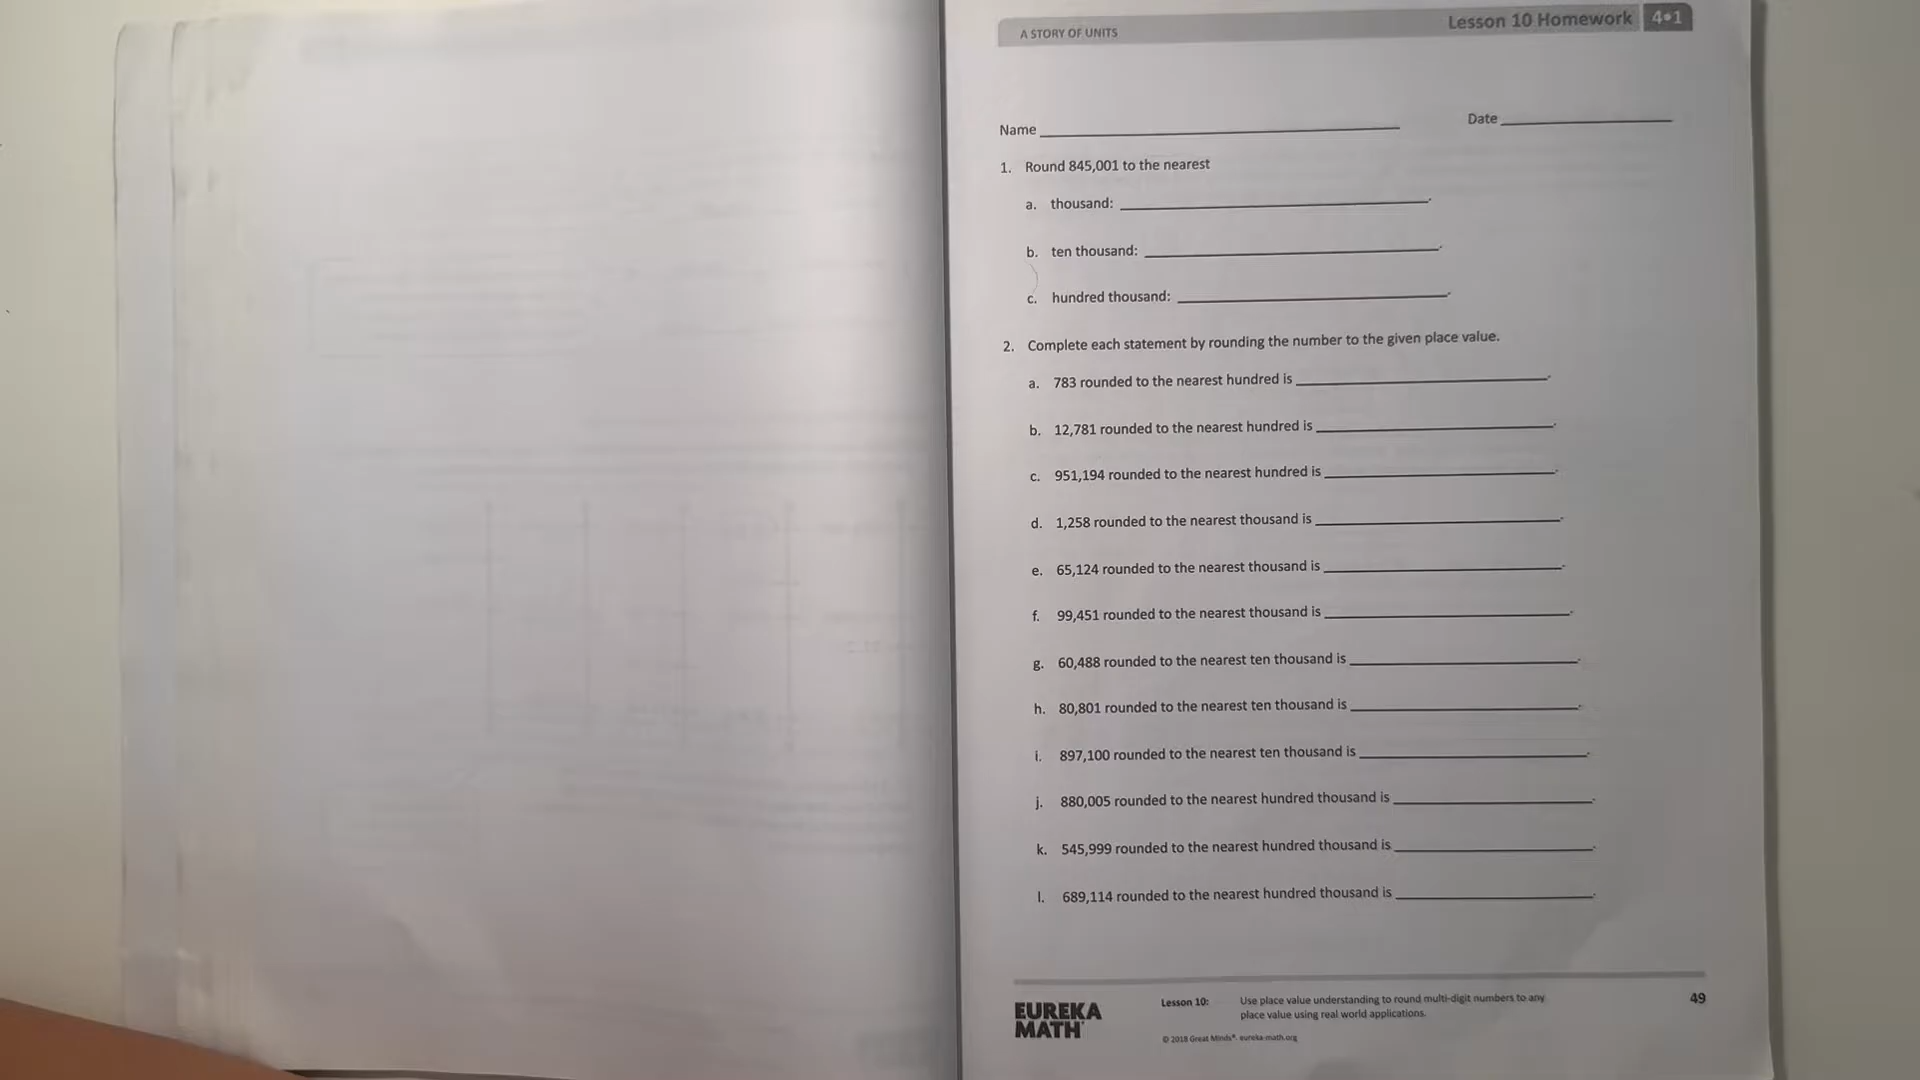 A STORY OF UNITS
Lesson 10 Homework 4•1
Name Date
1. Round 845,001 to the nearest
a. thousand: .
b. ten thousand: .
c. hundred thousand: .
2. Complete each statement by rounding the number to the given place value.
a. 783 rounded to the nearest hundred is .
b. 12,781 rounded to the nearest hundred is .
c. 951,194 rounded to the nearest hundred is .
d. 1,258 rounded to the nearest thousand is .
e. 65,124 rounded to the nearest thousand is .
f. 99,451 rounded to the nearest thousand is .
g. 60,488 rounded to the nearest ten thousand is .
h. 80,801 rounded to the nearest ten thousand is .
i. 897,100 rounded to the nearest ten thousand is .
j. 880,005 rounded to the nearest hundred thousand is .
k. 545,999 rounded to the nearest hundred thousand is .
l. 689,114 rounded to the nearest hundred thousand is .
EUREKA
MATH
Lesson 10: Use place value understanding to round multi-digit numbers to any
place value using real world applications.
49
© 2018 Great Minds®. eureka-math.org